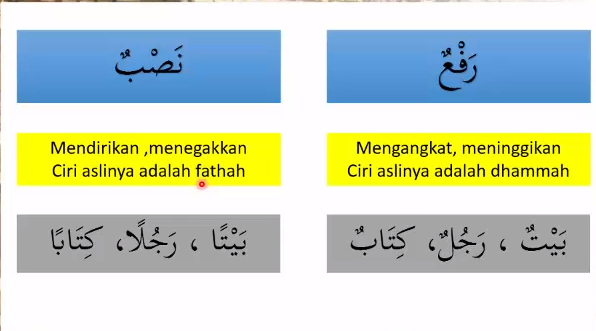 نَصْبٌ
رَفْعٌ
Mendirikan ,menegakkan
Ciri aslinya adalah fathah
Mengangkat, meninggikan
Ciri aslinya adalah dhammah
بَيْتًا ، رَجُلًا، كِتَابًا
بَيْتٌ ، رَجُلٌ، كِتَابٌ